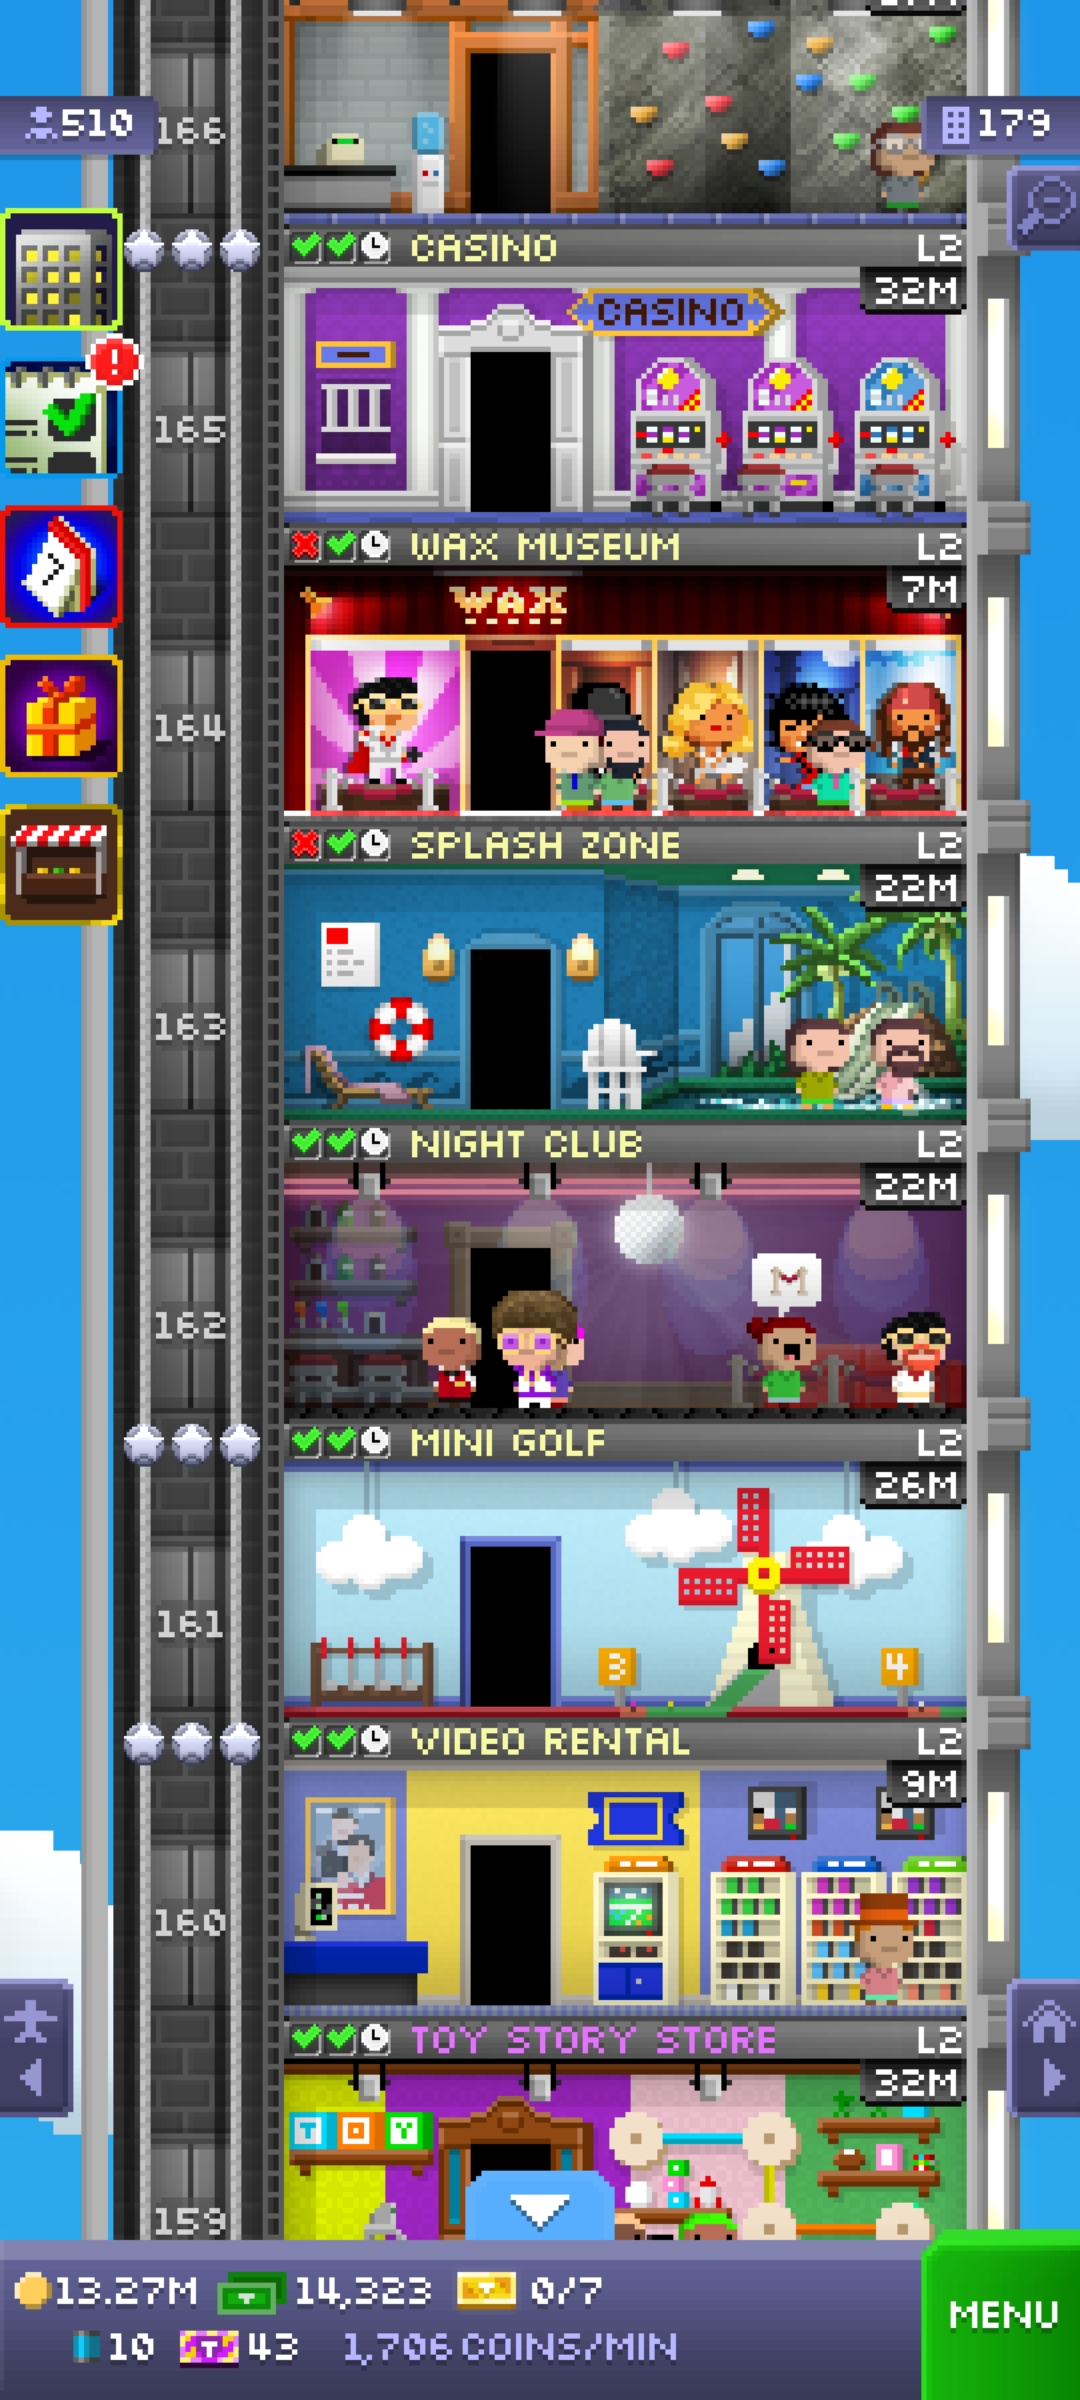 510
166
179
CASINO L2
32M
CASINO
165
WAX MUSEUM L2
7M
WAX
164
SPLASH ZONE L2
22M
163
NIGHT CLUB L2
22M
M
162
MINI GOLF L2
26M
161
3
4
VIDEO RENTAL L2
9M
160
TOY STORY STORE L2
32M
TOY
159
13.27M 14,323 0/7
10 T 43 1,706 COINS/MIN
MENU